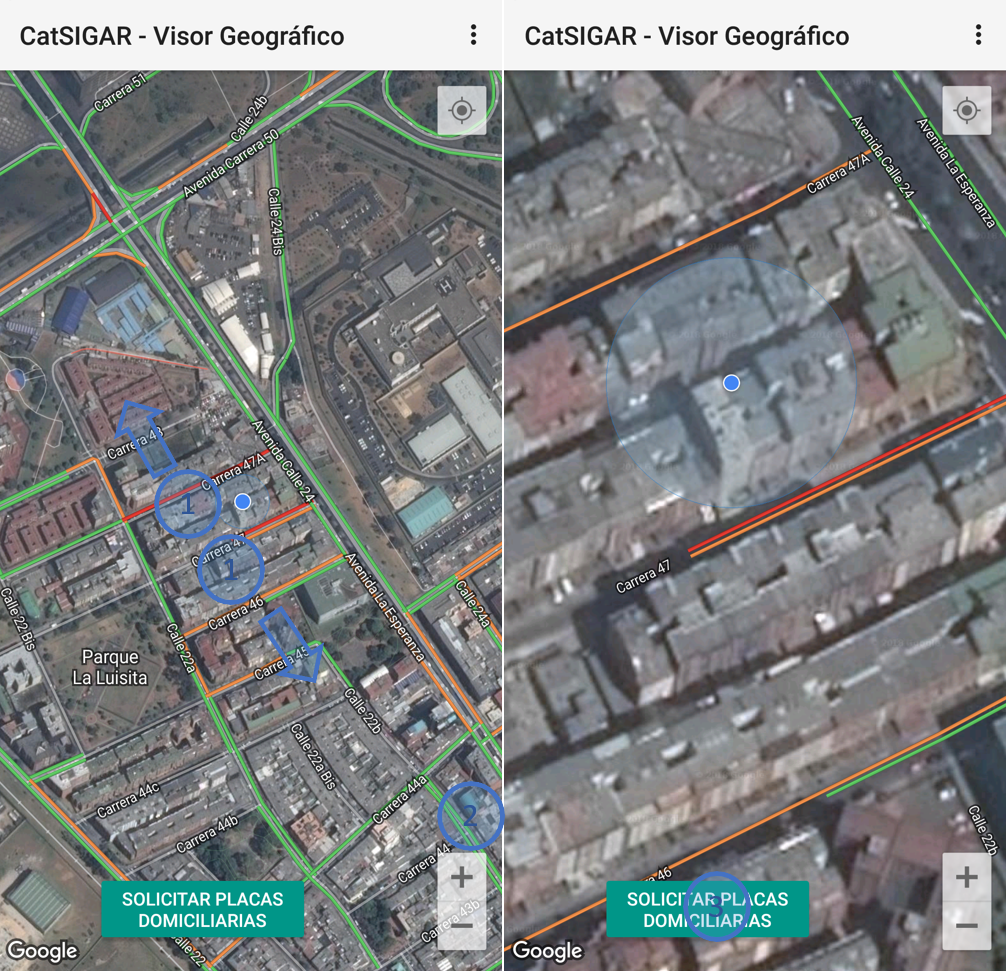 CatSIGAR - Visor Geográfico
Carrera 51
Calle 24b
Avenida Carrera 50
Calle 24 Bis
H
Carrera 48
Avenida Calle 24
Carrera 47A
1
Carrera 47
1
Avenida La Esperanza
Calle 24a
Calle 22 Bis
Carrera 46
Calle 22a
Parque
La Luisita
Carrera 45
Calle 22b
Calle 22a Bis
Carrera 44c
Carrera 44a
2
Carrera 44b
Carrera 44
Carrera 43b
+
SOLICITAR PLACAS
DOMICILIARIAS
−
Calle 22
Google
CatSIGAR - Visor Geográfico
Avenida La Esperanza
Avenida Calle 24
Carrera 47A
Carrera 47
Calle 22b
46
+
SOLICITAR PLACAS
3
DOMICILIARIAS
−
Google